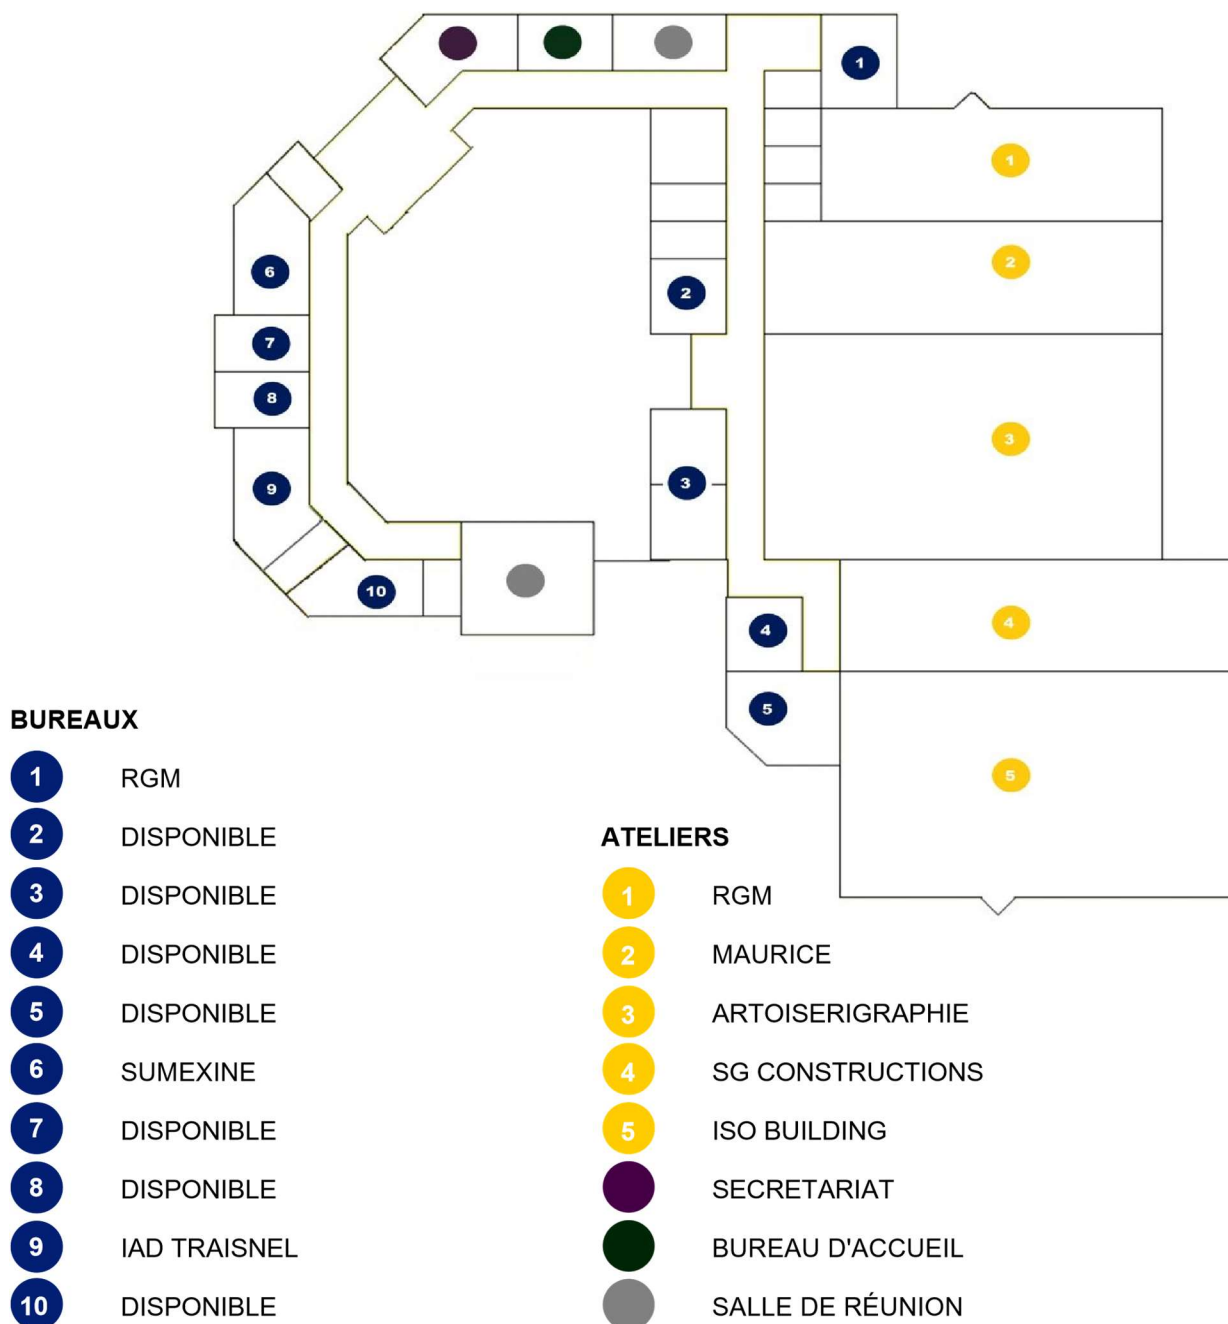 1
1
2
2
6
7
8
3
3
9
10
4
4
5
5
BUREAUX
1 RGM
2 DISPONIBLE
3 DISPONIBLE
4 DISPONIBLE
5 DISPONIBLE
6 SUMEXINE
7 DISPONIBLE
8 DISPONIBLE
9 IAD TRAISNEL
10 DISPONIBLE
ATELIERS
1 RGM
2 MAURICE
3 ARTOISERIGRAPHIE
4 SG CONSTRUCTIONS
5 ISO BUILDING
SECRETARIAT
BUREAU D'ACCUEIL
SALLE DE RÉUNION